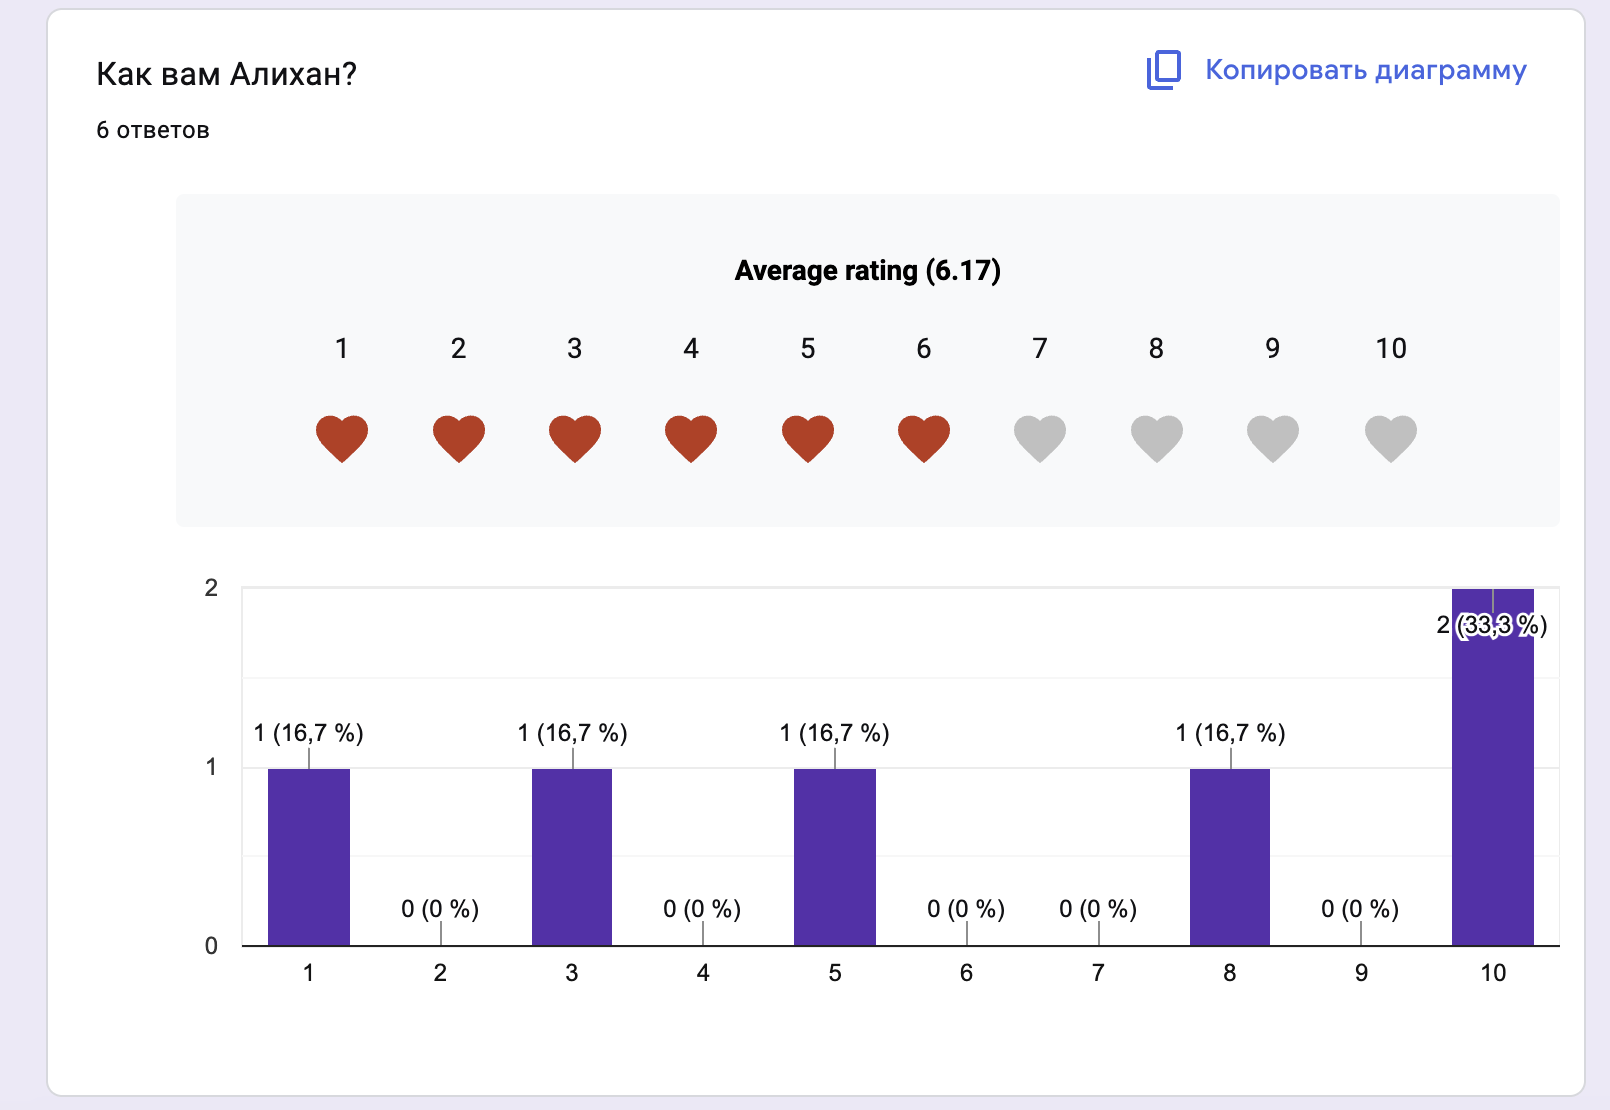 Как вам Алихан?
Копировать диаграмму
6 ответов
Average rating (6.17)
1 2 3 4 5 6 7 8 9 10
2
2 (33,3 %)
1 (16,7 %) 1 (16,7 %) 1 (16,7 %) 1 (16,7 %)
1
0 (0 %) 0 (0 %) 0 (0 %) 0 (0 %) 0 (0 %)
0
1 2 3 4 5 6 7 8 9 10